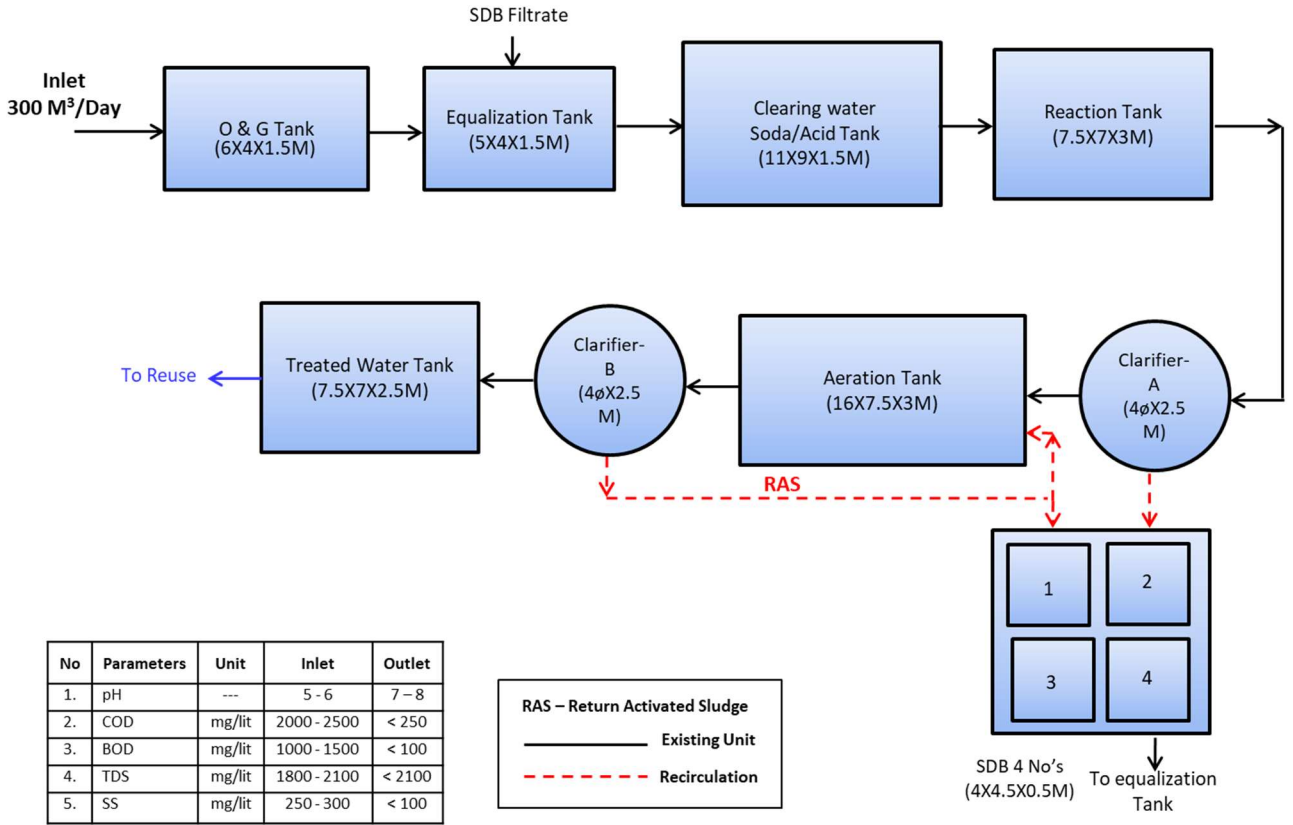 SDB Filtrate
Inlet
300 M³/Day
O & G Tank
(6X4X1.5M)
Equalization Tank
(5X4X1.5M)
Clearing water
Soda/Acid Tank
(11X9X1.5M)
Reaction Tank
(7.5X7X3M)
To Reuse
Treated Water Tank
(7.5X7X2.5M)
Clarifier-
B
(4øX2.5
M)
Aeration Tank
(16X7.5X3M)
Clarifier-
A
(4øX2.5
M)
RAS
1
2
3
4
SDB 4 No's
(4X4.5X0.5M)
To equalization
Tank
No Parameters Unit Inlet Outlet
1. pH --- 5 - 6 7 – 8
2. COD mg/lit 2000 - 2500 < 250
3. BOD mg/lit 1000 - 1500 < 100
4. TDS mg/lit 1800 - 2100 < 2100
5. SS mg/lit 250 - 300 < 100
RAS – Return Activated Sludge
Existing Unit
Recirculation